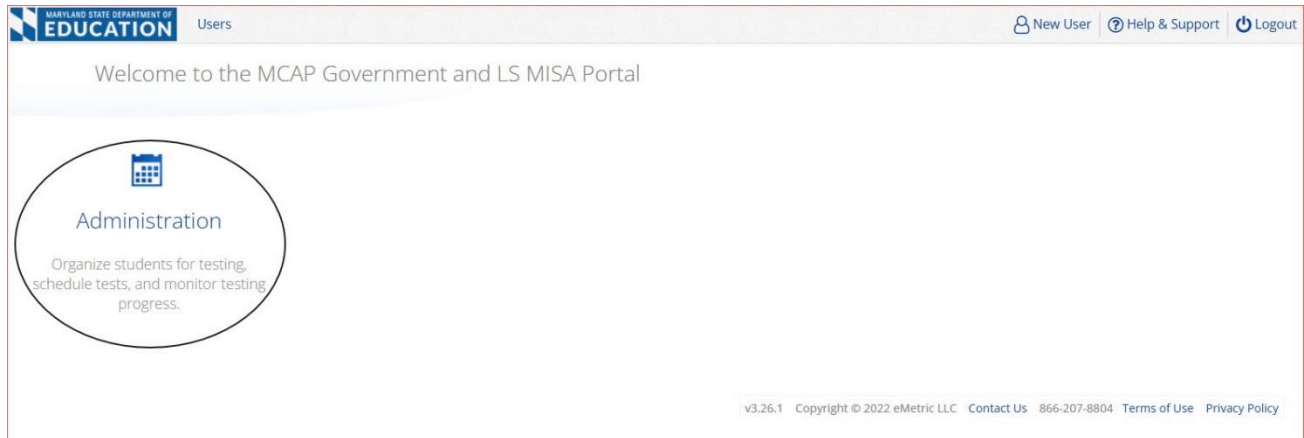 MARYLAND STATE DEPARTMENT OF
EDUCATION
Users
New User
Help & Support
Logout
Welcome to the MCAP Government and LS MISA Portal
Administration
Organize students for testing,
schedule tests, and monitor testing
progress.
v3.26.1 Copyright © 2022 eMetric LLC Contact Us 866-207-8804 Terms of Use Privacy Policy